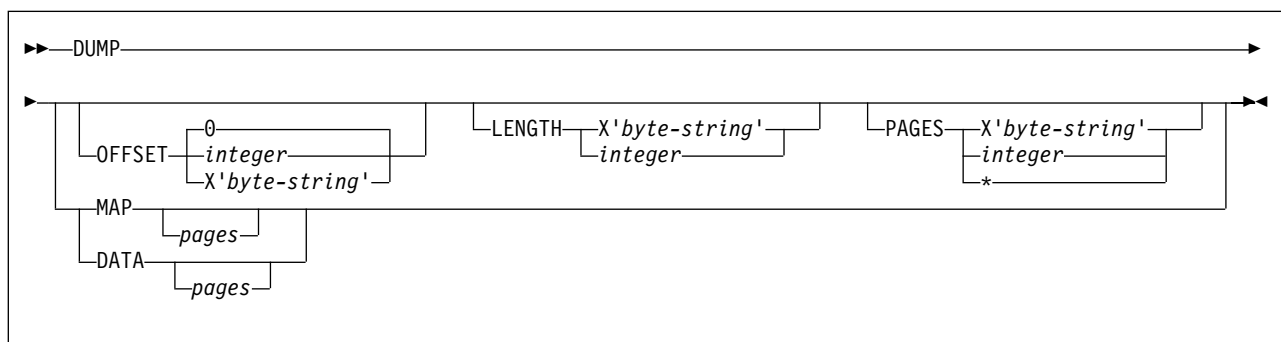 DUMP
OFFSET 0
integer
X'byte-string'
LENGTH X'byte-string'
integer
PAGES X'byte-string'
integer
*
MAP
pages
DATA
pages